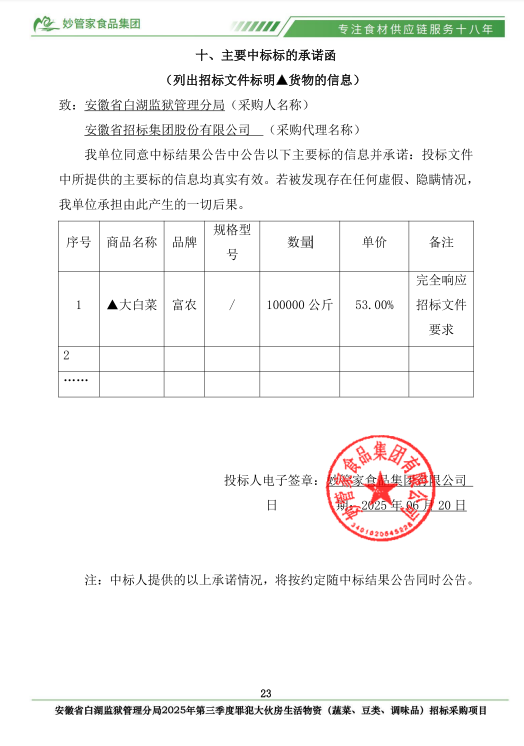 妙管家食品集团
专注食材供应链服务十八年
十、主要中标标的承诺函
（列出招标文件标明▲货物的信息）
致：安徽省白湖监狱管理分局（采购人名称）
安徽省招标集团股份有限公司 （采购代理名称）
我单位同意中标结果公告中公告以下主要标的信息并承诺：投标文件
中所提供的主要标的信息均真实有效。若被发现存在任何虚假、隐瞒情况，
我单位承担由此产生的一切后果。
序号 商品名称 品牌 规格型号 数量 单价 备注
1 ▲大白菜 富农 / 100000 公斤 53.00% 完全响应招标文件要求
2
……
投标人电子签章：妙管家食品集团有限公司
日 期：2025 年 06 月 20 日
妙管家食品集团有限公司
注：中标人提供的以上承诺情况，将按约定随中标结果公告同时公告。
23
安徽省白湖监狱管理分局2025年第三季度罪犯大伙房生活物资（蔬菜、豆类、调味品）招标采购项目